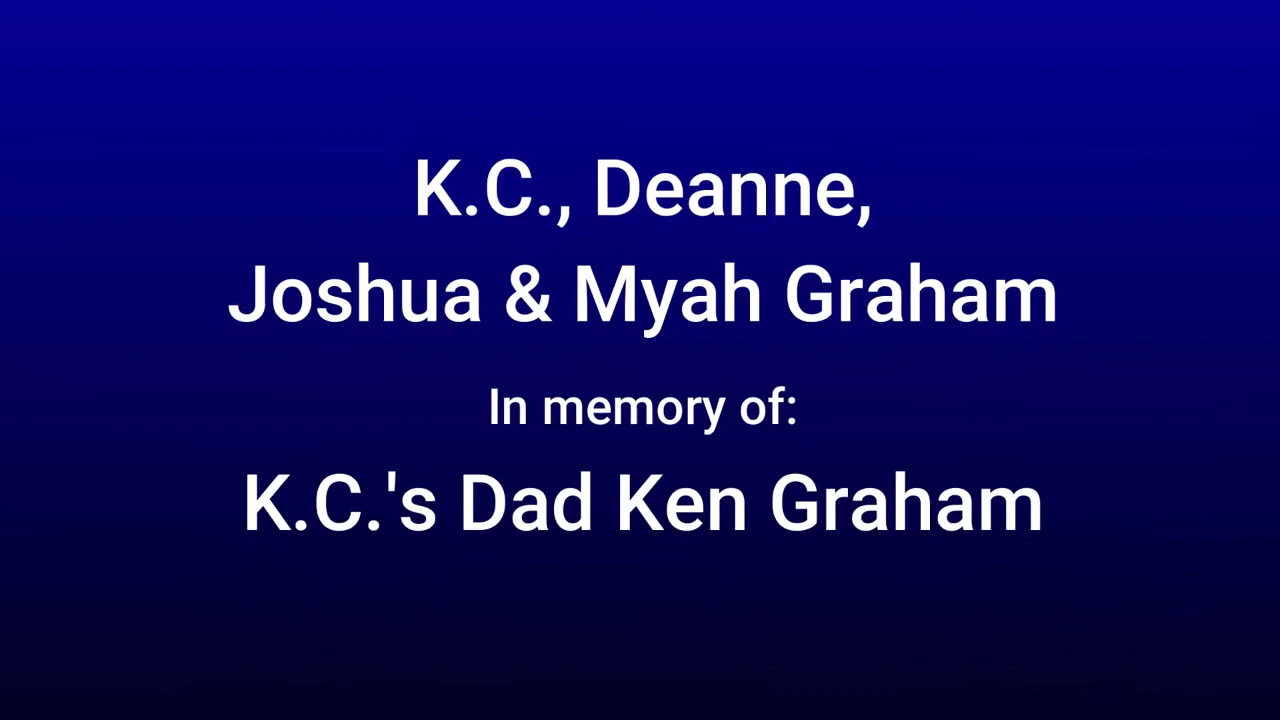 K.C., Deanne,
Joshua & Myah Graham
In memory of:
K.C.'s Dad Ken Graham